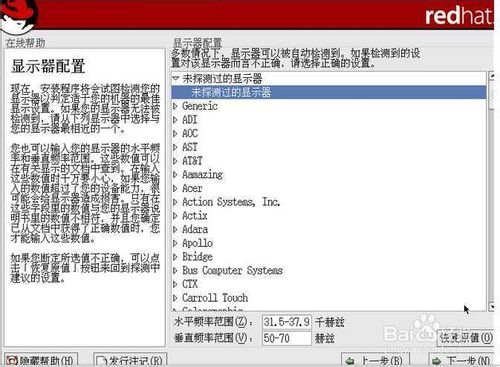 redhat.
在线帮助
显示器配置
现在，安装程序将会试图检测您的
显示器以判定适于您的机器的最佳
显示设置。如果您的显示器无法被
检测到，请从下列显示器中选择与
您的显示器最相近的一个。
您也可以输入您的显示器的水平频
率和垂直频率范围。这些数值可以
在有关显示的文档中查到。在输入
这些数值时千万要小心，如果您输
入的数值超过了您的设备能力，很
可能会给显示器造成损害。只有在
这些字段里的数值与您的显示器说
明书里的数值不相符，并且您确定
已从文档中获得了正确数值时，您
才能输入这些数值。
如果您断定所选值不正确，可以点
击「恢复原值」按钮来回到探测中
建议的设置。
显示器配置
多数情况下，显示器可以被自动检测到。如果检测到的设
置对该显示器而言不正确，请选择正确的设置。
未探测过的显示器
未探测过的显示器
Generic
ADI
AOC
AST
AT&T
Aamazing
Acer
Action Systems, Inc.
Actix
Adara
Apollo
Bridge
Bus Computer Systems
CTX
Carroll Touch
水平频率范围(Z)： 31.5-37.9 千赫兹
垂直频率范围(V)： 50-70 赫兹
恢复原值(O)
隐藏帮助(H)
发行注记(R)
上一步(B)
下一步(N)